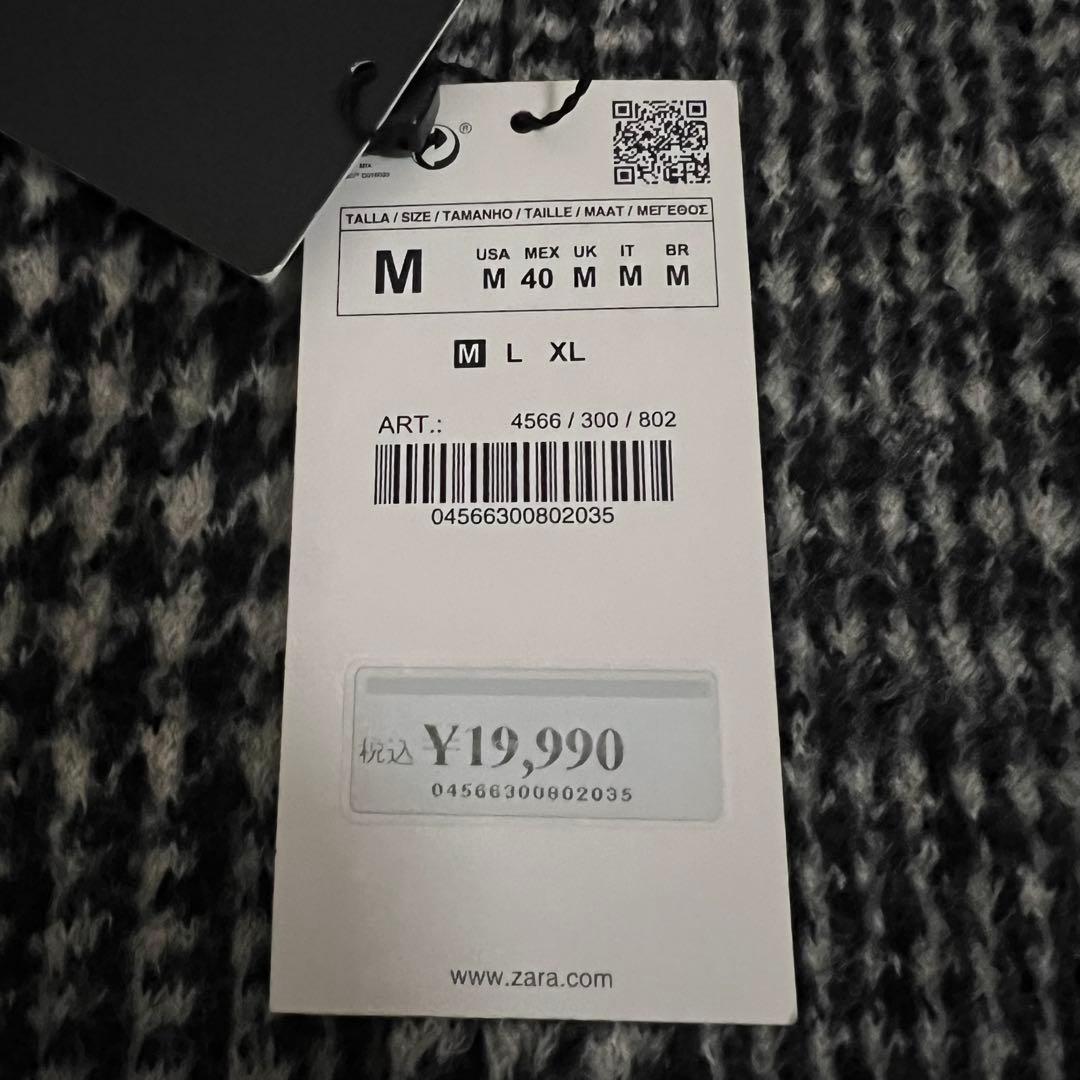 ®
TALLA / SIZE / TAMANHO / TAILLE / MAAT / ΜΕΓΕΘΟΣ
M
USA MEX UK IT BR
M 40 M M M
M L XL
ART.: 4566 / 300 / 802
04566300802035
税込 ¥19,990
04566300802035
www.zara.com